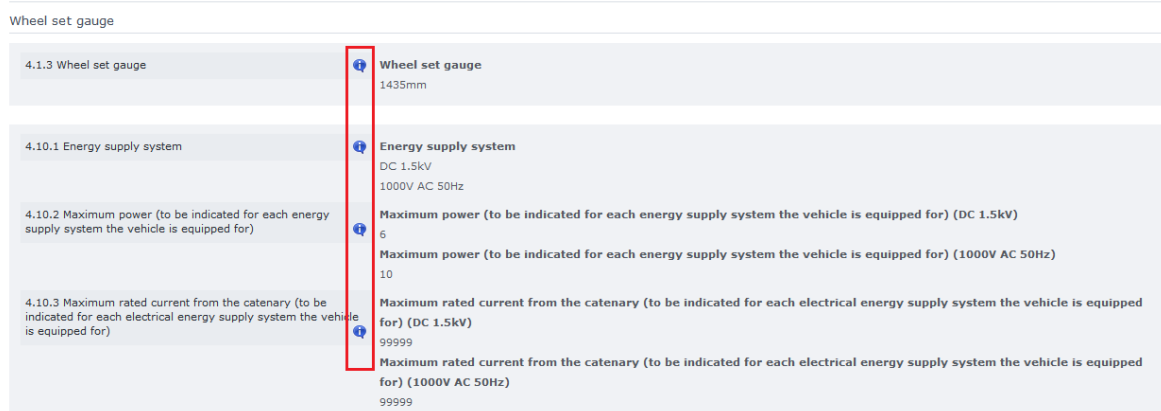 Wheel set gauge
4.1.3 Wheel set gauge
Wheel set gauge
1435mm
4.10.1 Energy supply system
Energy supply system
DC 1.5kV
1000V AC 50Hz
4.10.2 Maximum power (to be indicated for each energy
supply system the vehicle is equipped for)
Maximum power (to be indicated for each energy supply system the vehicle is equipped for) (DC 1.5kV)
6
Maximum power (to be indicated for each energy supply system the vehicle is equipped for) (1000V AC 50Hz)
10
4.10.3 Maximum rated current from the catenary (to be
indicated for each electrical energy supply system the vehicle
is equipped for)
Maximum rated current from the catenary (to be indicated for each electrical energy supply system the vehicle is equipped
for) (DC 1.5kV)
99999
Maximum rated current from the catenary (to be indicated for each electrical energy supply system the vehicle is equipped
for) (1000V AC 50Hz)
99999